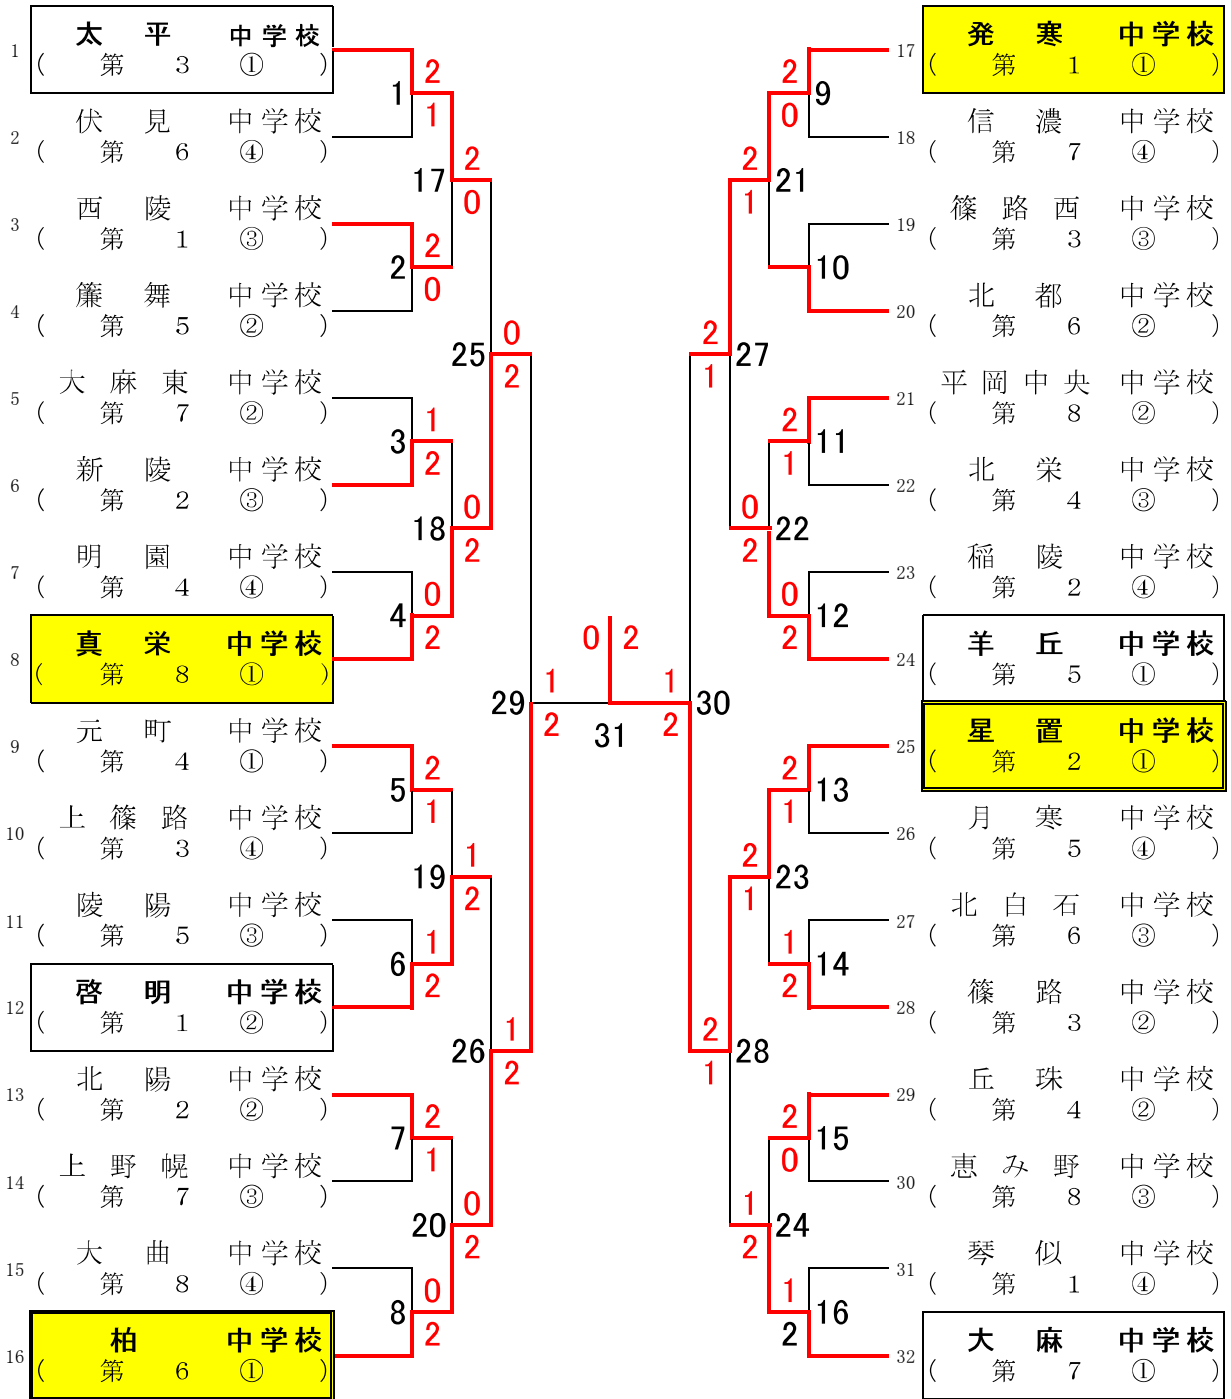 1 太 平 中学校
( 第 3 ① )
2 伏 見 中学校
( 第 6 ④ )
3 西 陵 中学校
( 第 1 ③ )
4 簾 舞 中学校
( 第 5 ② )
5 大 麻 東 中学校
( 第 7 ② )
6 新 陵 中学校
( 第 2 ③ )
7 明 園 中学校
( 第 4 ④ )
8 真 栄 中学校
( 第 8 ① )
9 元 町 中学校
( 第 4 ① )
10 上 篠 路 中学校
( 第 3 ④ )
11 陵 陽 中学校
( 第 5 ③ )
12 啓 明 中学校
( 第 1 ② )
13 北 陽 中学校
( 第 2 ② )
14 上 野 幌 中学校
( 第 7 ③ )
15 大 曲 中学校
( 第 8 ④ )
16 柏 中学校
( 第 6 ① )
1 2 1
2 2 0
3 1 2
4 0 2
5 2 1
6 1 2
7 2 1
8 0 2
17 2 0
18 0 2
19 1 2
20 0 2
25 0 2
26 1 2
29 1 2
0 2
31
30 1 2
27 2 1
28 2 1
21 2 1
22 0 2
23 2 1
24 1 2
9 2 0
10
11 2 1
12 0 2
13 2 1
14 1 2
15 2 0
16 1 2
17 発 寒 中学校
( 第 1 ① )
18 信 濃 中学校
( 第 7 ④ )
19 篠 路 西 中学校
( 第 3 ③ )
20 北 都 中学校
( 第 6 ② )
21 平 岡 中 央 中学校
( 第 8 ② )
22 北 栄 中学校
( 第 4 ③ )
23 稲 陵 中学校
( 第 2 ④ )
24 羊 丘 中学校
( 第 5 ① )
25 星 置 中学校
( 第 2 ① )
26 月 寒 中学校
( 第 5 ④ )
27 北 白 石 中学校
( 第 6 ③ )
28 篠 路 中学校
( 第 3 ② )
29 丘 珠 中学校
( 第 4 ② )
30 恵 み 野 中学校
( 第 8 ③ )
31 琴 似 中学校
( 第 1 ④ )
32 大 麻 中学校
( 第 7 ① )